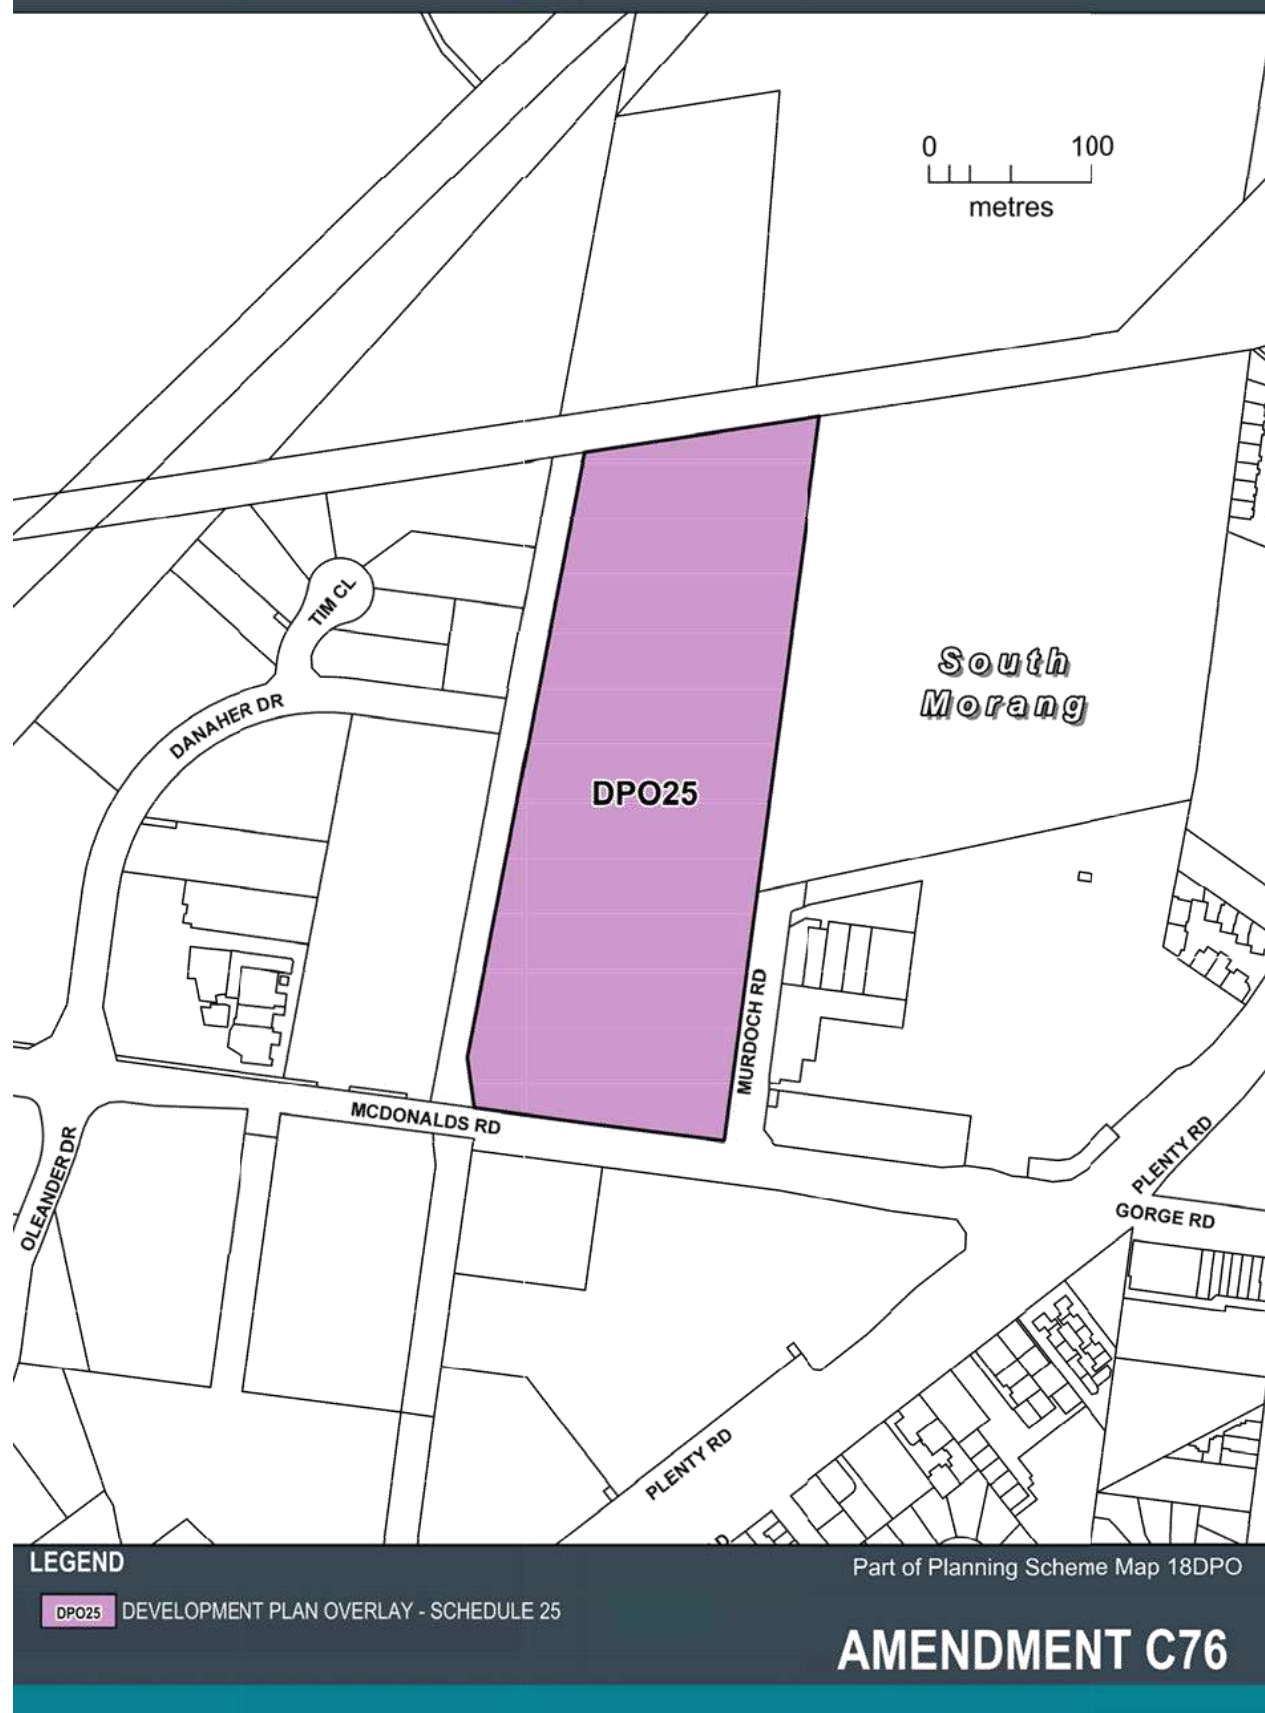 0 100
metres
TIM CL
South
Morang
DANAHER DR
DPO25
MURDOCH RD
MCDONALDS RD
OLEANDER DR
PLENTY RD
GORGE RD
PLENTY RD
D
LEGEND
Part of Planning Scheme Map 18DPO
DPO25 DEVELOPMENT PLAN OVERLAY - SCHEDULE 25
AMENDMENT C76